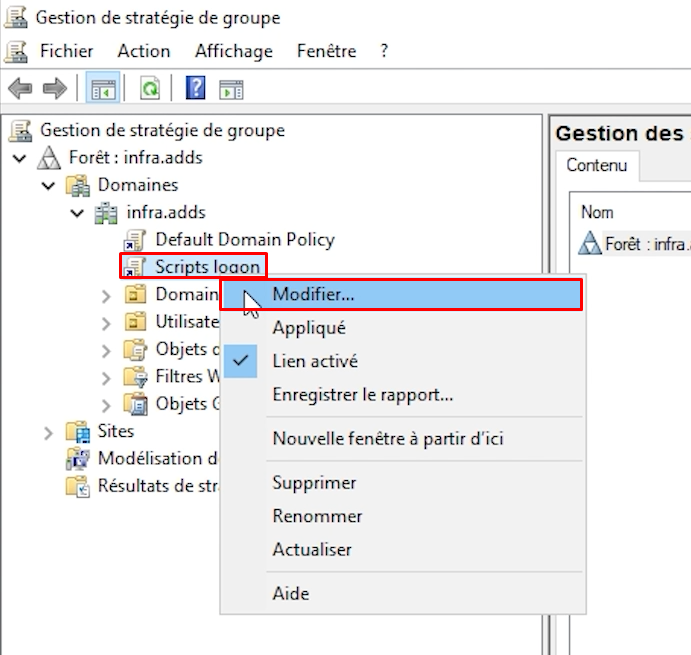 Gestion de stratégie de groupe
Fichier Action Affichage Fenêtre ?
Gestion de stratégie de groupe
Forêt : infra.adds
Domaines
infra.adds
Default Domain Policy
Scripts logon
Domain
Utilisate
Objets
Filtres
Objets
Sites
Modélisation
Résultats de
Modifier...
Appliqué
Lien activé
Enregistrer le rapport...
Nouvelle fenêtre à partir d'ici
Supprimer
Renommer
Actualiser
Aide
Gestion des
Contenu
Nom
Forêt : infra.